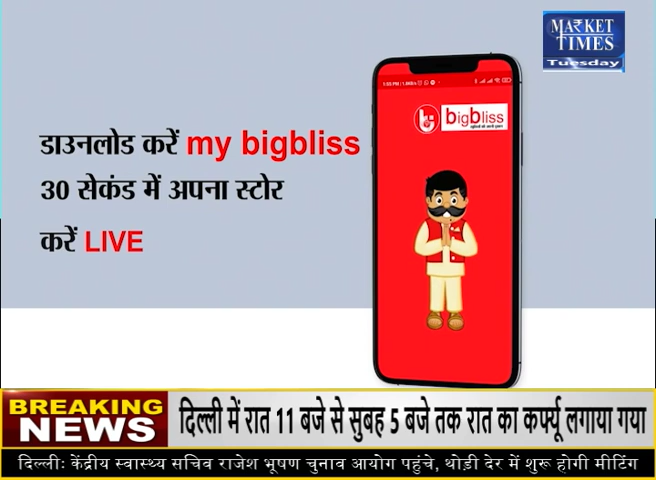 MARKET
TIMES
Tuesday
bigbliss
डाउनलोड करें my bigbliss
30 सेकंड में अपना स्टोर
करें LIVE
BREAKING
NEWS
दिल्ली में रात 11 बजे से सुबह 5 बजे तक रात का कर्फ्यू लगाया गया
दिल्लीः केंद्रीय स्वास्थ्य सचिव राजेश भूषण चुनाव आयोग पहुंचे, थोड़ी देर में शुरू होगी मीटिंग